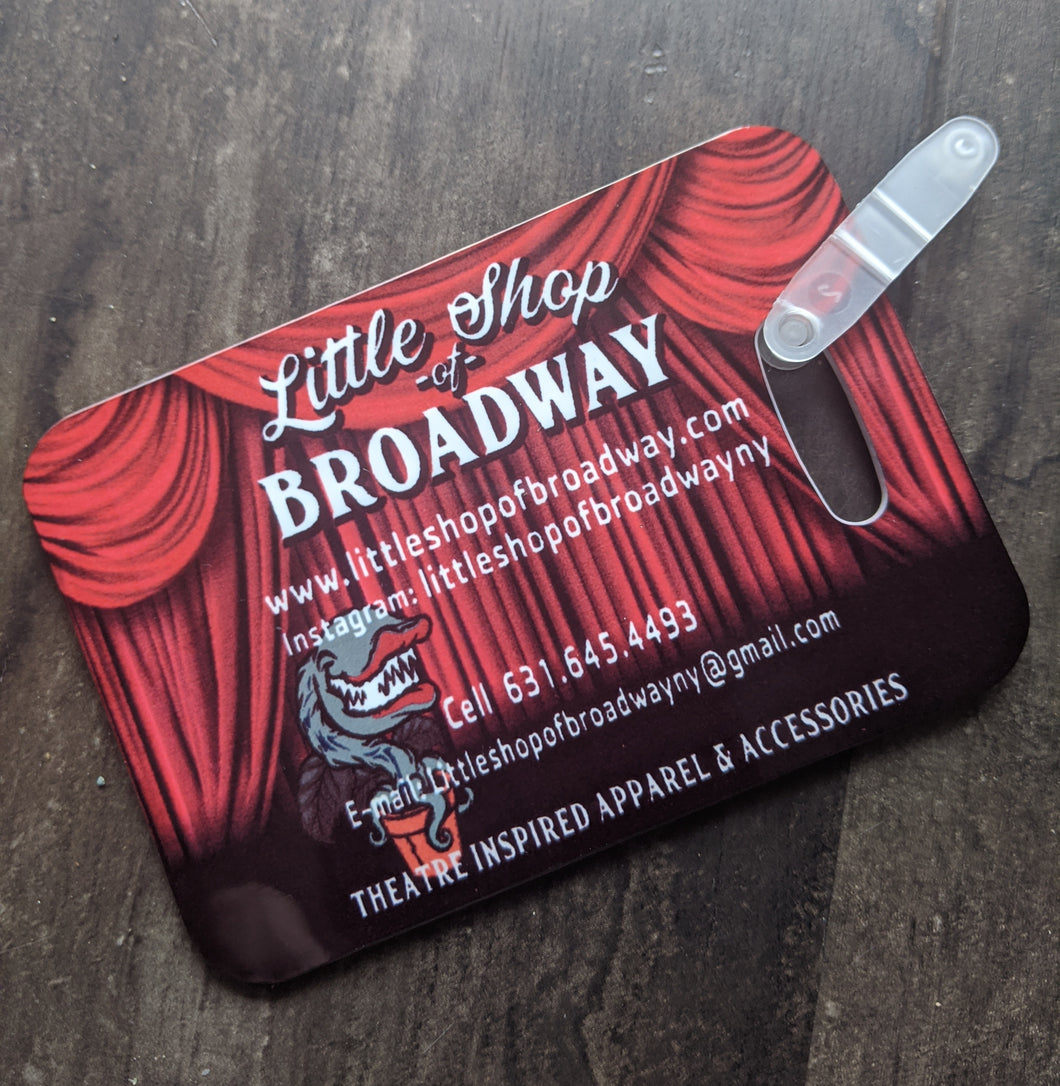 Little Shop
-of-
BROADWAY
www.littleshopofbroadway.com
Instagram: littleshopofbroadwayny
Cell 631.645.4493
E-mail: Littleshopofbroadwayny@gmail.com
THEATRE INSPIRED APPAREL & ACCESSORIES